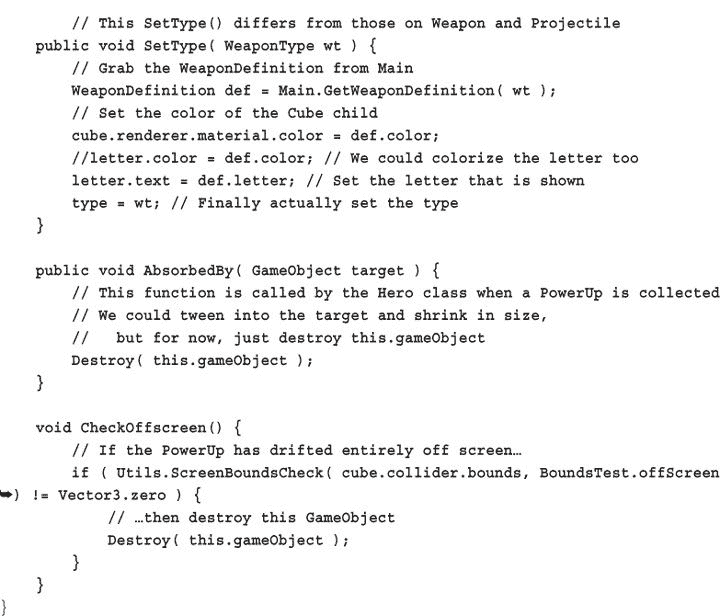 // This SetType() differs from those on Weapon and Projectile
public void SetType( WeaponType wt ) {
// Grab the WeaponDefinition from Main
WeaponDefinition def = Main.GetWeaponDefinition( wt );
// Set the color of the Cube child
cube.renderer.material.color = def.color;
//letter.color = def.color; // We could colorize the letter too
letter.text = def.letter; // Set the letter that is shown
type = wt; // Finally actually set the type
}
public void AbsorbedBy( GameObject target ) {
// This function is called by the Hero class when a PowerUp is collected
// We could tween into the target and shrink in size,
//   but for now, just destroy this.gameObject
Destroy( this.gameObject );
}
void CheckOffscreen() {
// If the PowerUp has drifted entirely off screen…
if ( Utils.ScreenBoundsCheck( cube.collider.bounds, BoundsTest.offScreen
➥) != Vector3.zero ) {
// …then destroy this GameObject
Destroy( this.gameObject );
}
}
}